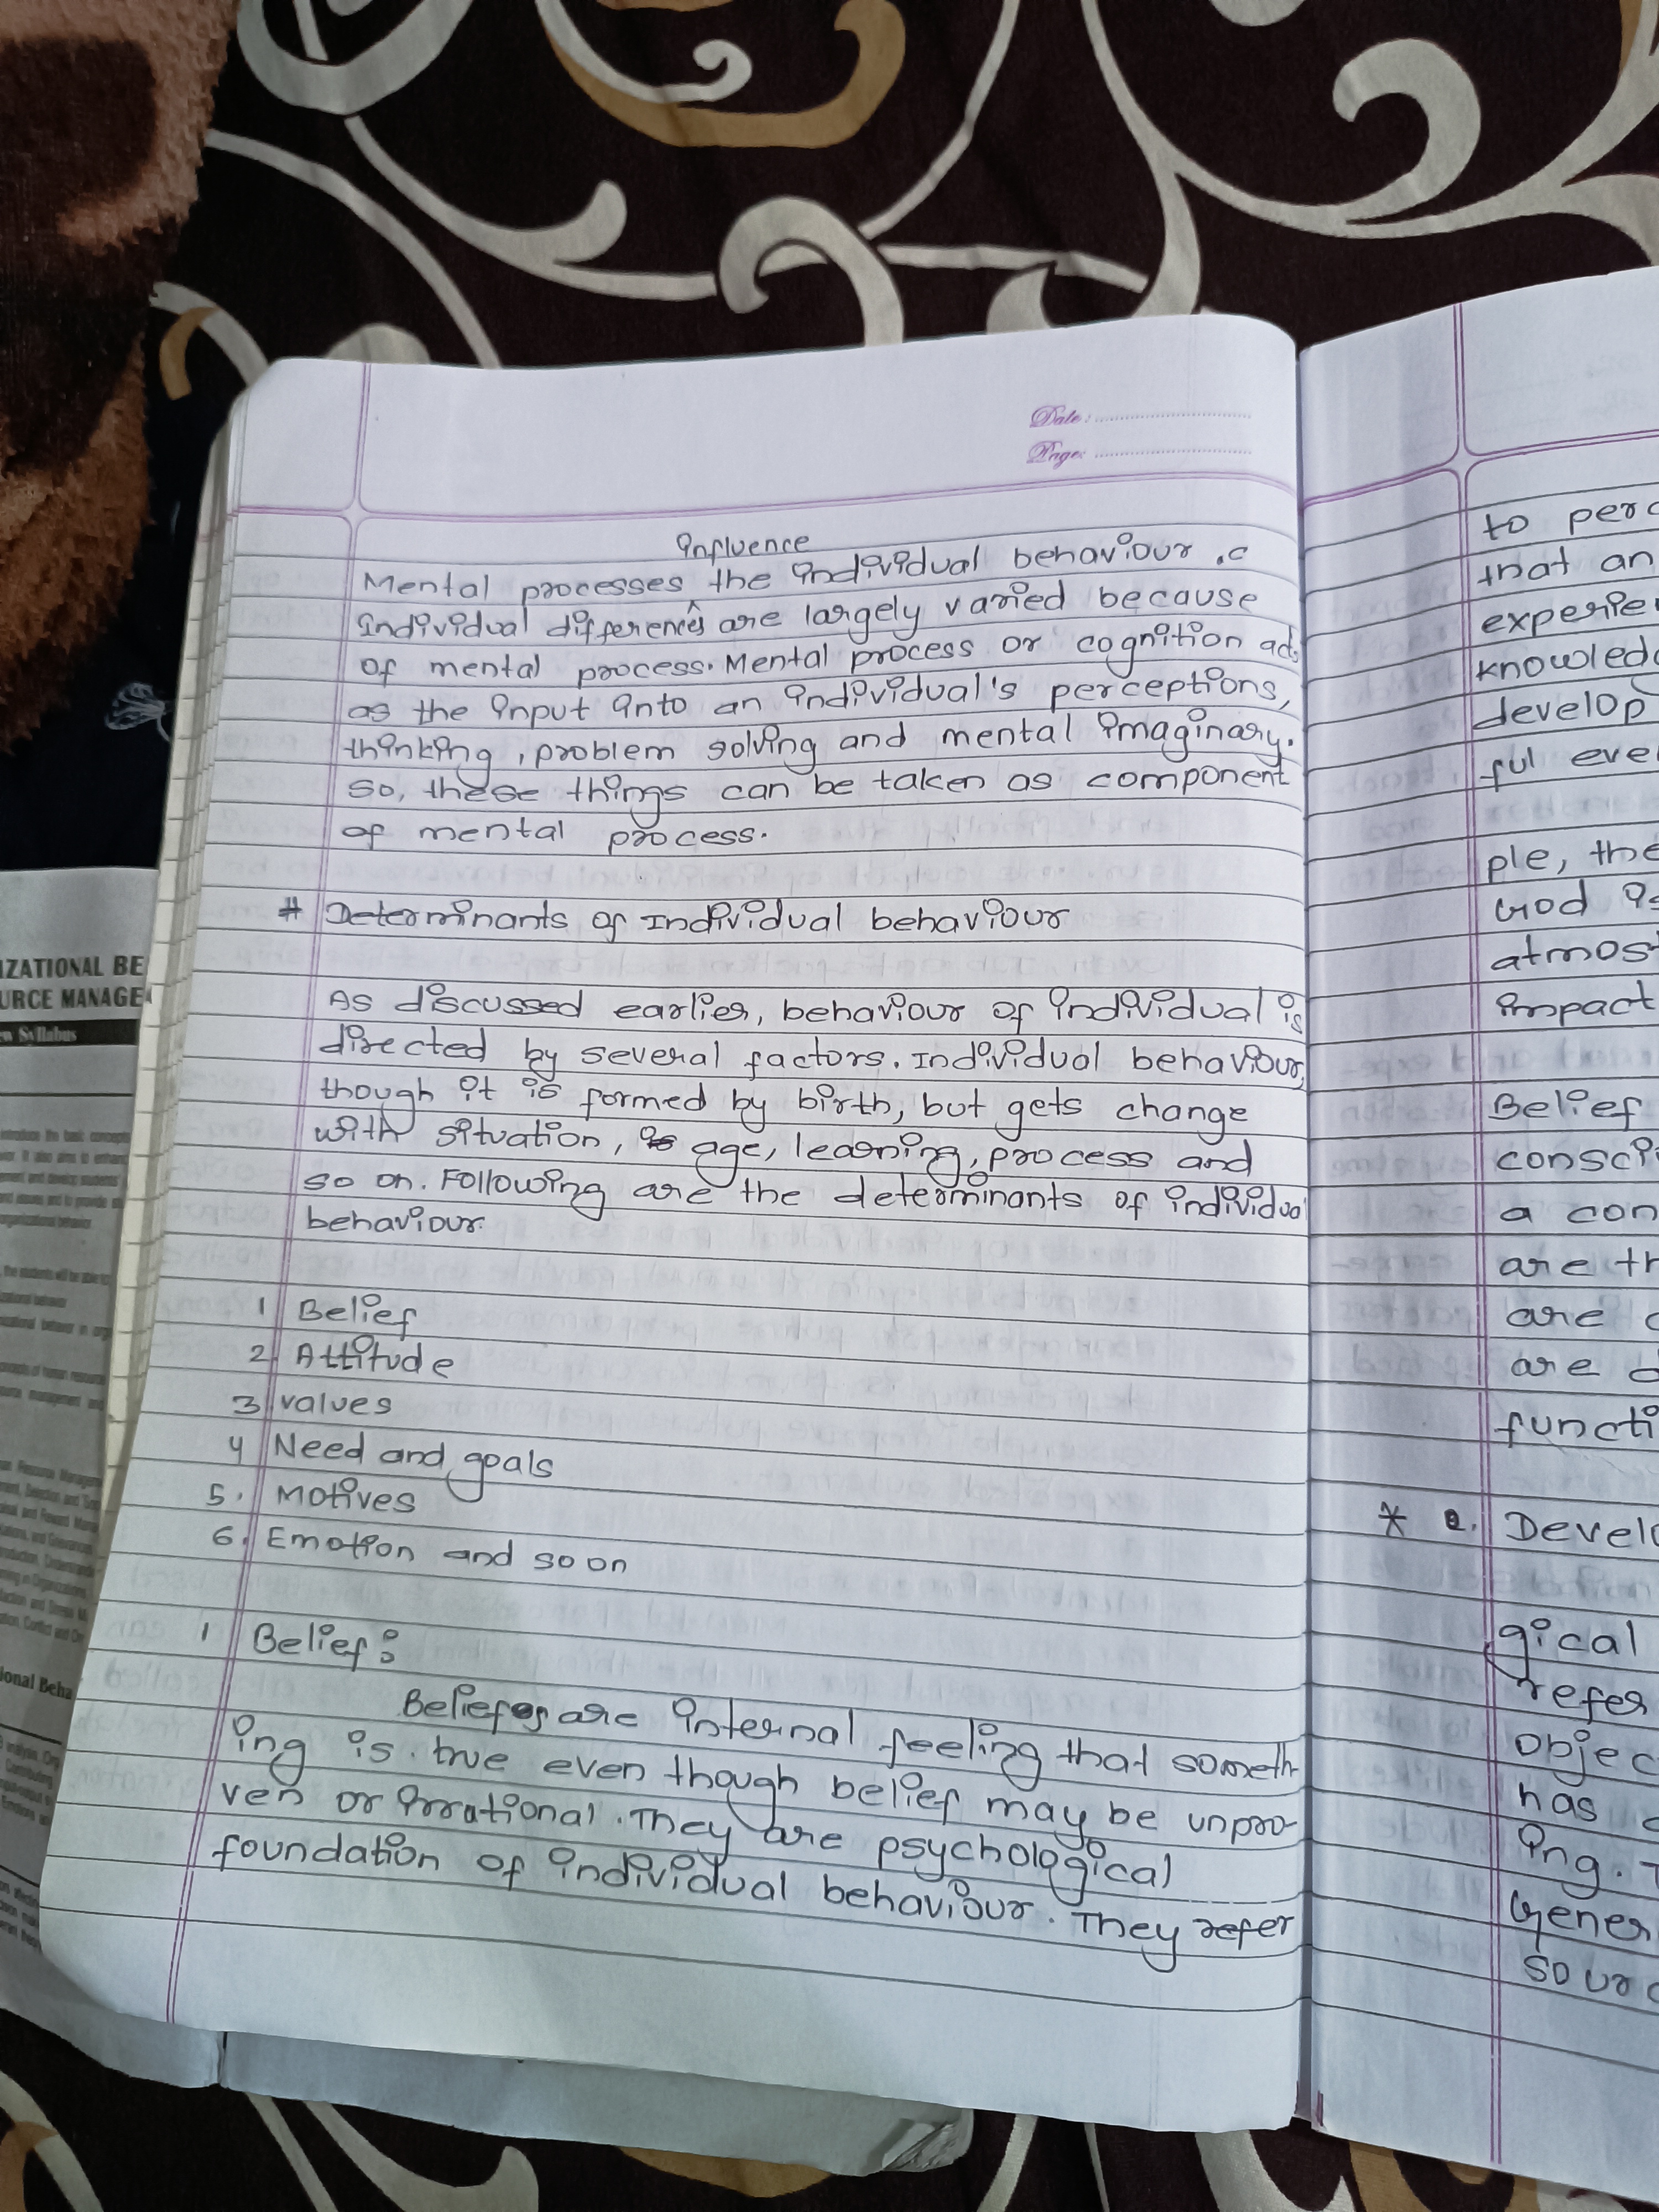 Date:
Page:
Influence
Mental processes ^ the individual behaviour .c
Individual differences are largely varied because
of mental process. Mental process or cognition act
as the input into an individual's perceptions,
thinking, problem solving and mental imaginary.
so, these things can be taken as component
of mental process.
# Determinants of Individual behaviour
As discussed earlier, behaviour of individual is
directed by several factors. Individual behaviour,
though it is formed by birth, but gets change
with situation, age, learning, process and
so on. Following are the determinants of individual
behaviour.
1 Belief
2. Attitude
3 values
4 Need and goals
5. Motives
6. Emotion and so on
1 Belief:
Beliefs are internal feeling that someth-
ing is true even though belief may be unpro-
ven or irrational. They are psychological
foundation of individual behaviour. They refer
to perc
that an
experie
knowled
develop
ful eve
ple, the
God is
atmos
impact
Belief
consci
a con
are th
are
are d
functi
* 2. Devel
gical
refer
objec
has
ing. T
Gener
sourc
IZATIONAL BE
URCE MANAGE
w Syllabus
ional Beha